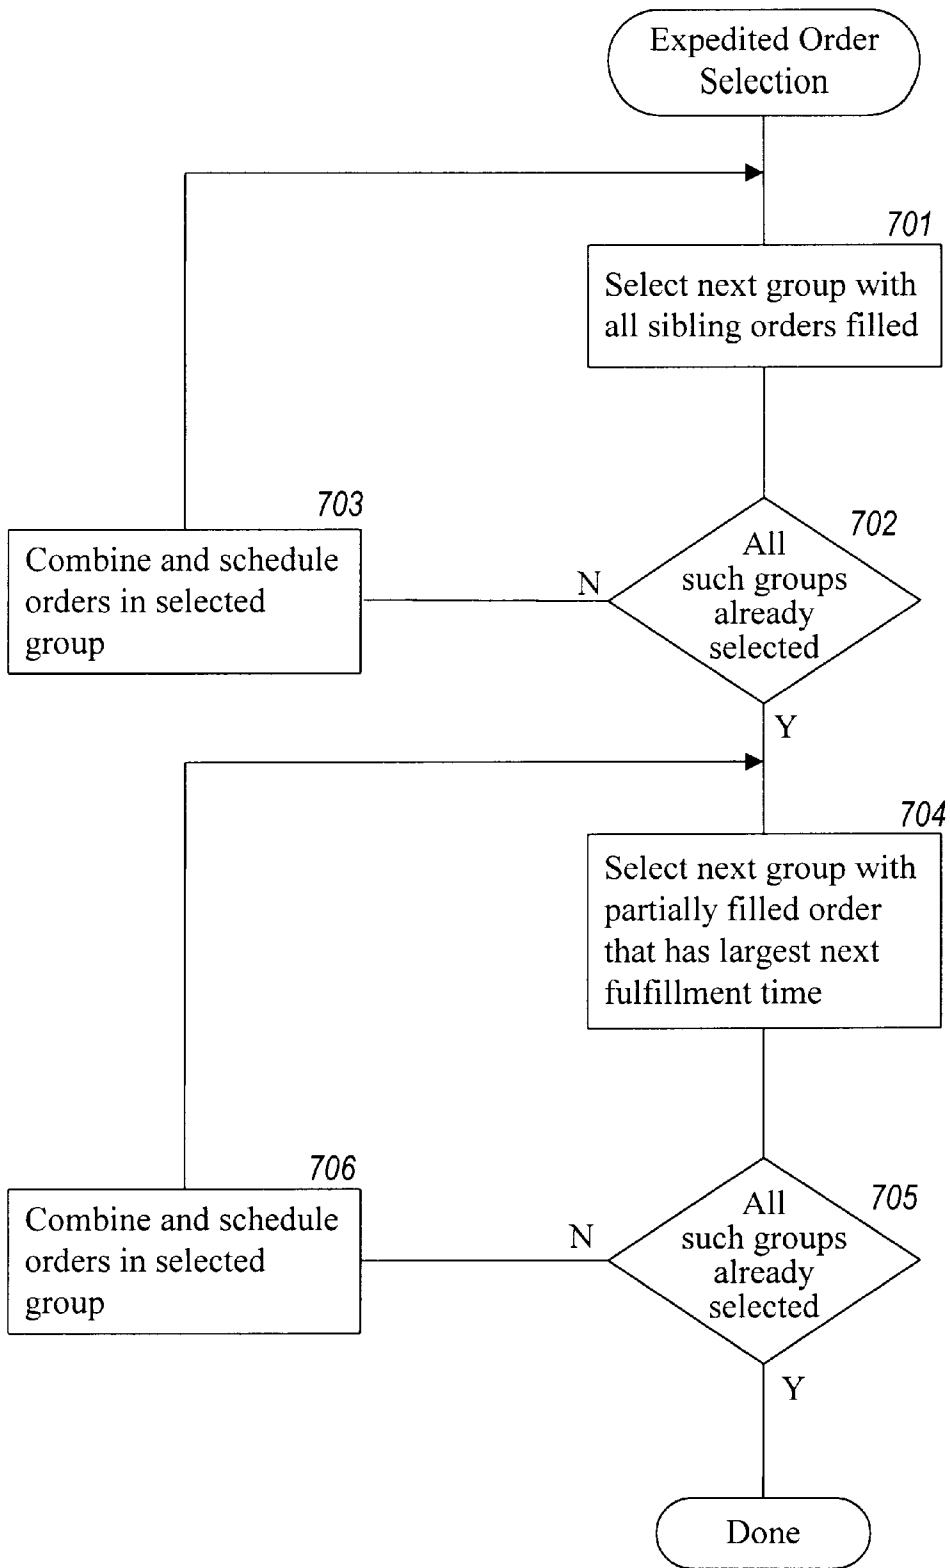 Expedited Order
Selection
701
Select next group with
all sibling orders filled
703
Combine and schedule
orders in selected
group
N
702
All
such groups
already
selected
Y
704
Select next group with
partially filled order
that has largest next
fulfillment time
706
Combine and schedule
orders in selected
group
N
705
All
such groups
already
selected
Y
Done